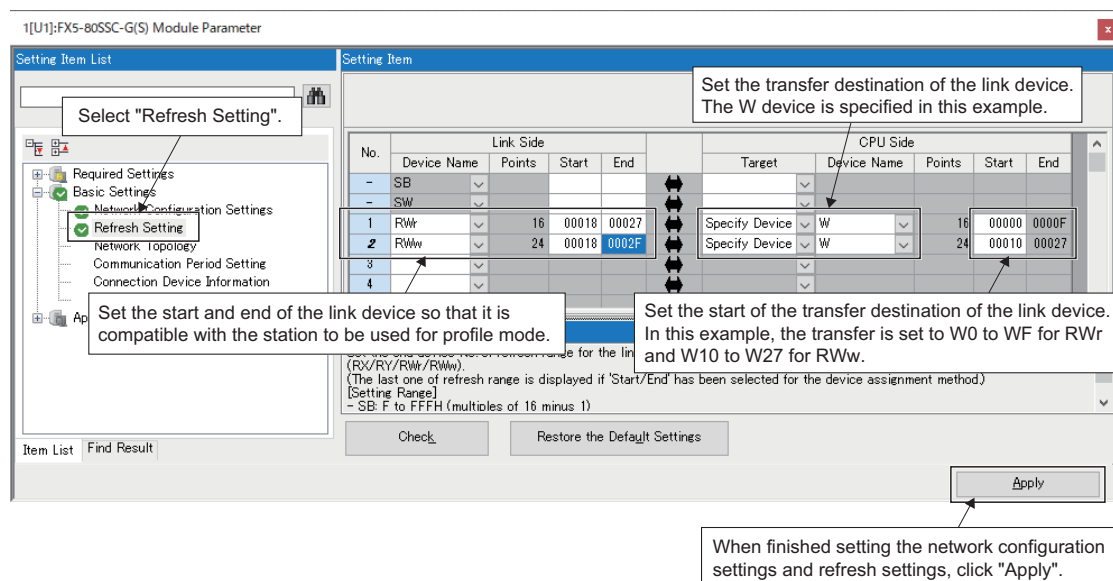 1[U1]:FX5-80SSC-G(S) Module Parameter
x
Setting Item List
Setting Item
Set the transfer destination of the link device.
The W device is specified in this example.
Select "Refresh Setting".
Link Side
CPU Side
No.
Device Name Points Start End
Target Device Name Points Start End
Required Settings
Basic Settings
Network Configuration Settings
Refresh Setting
Network Topology
Communication Period Setting
Connection Device Information
Ap
- SB
- SW
1 RWr 16 00018 00027 Specify Device W 16 00000 0000F
2 RWw 24 00018 0002F Specify Device W 24 00010 00027
3
4
Set the start and end of the link device so that it is
compatible with the station to be used for profile mode.
Set the start of the transfer destination of the link device.
In this example, the transfer is set to W0 to WF for RWr
and W10 to W27 for RWw.
for the lin
(RX/RY/RWr/RWw).
(The last one of refresh range is displayed if 'Start/End' has been selected for the device assignment method.)
[Setting Range]
- SB: F to FFFH (multiples of 16 minus 1)
Item List Find Result
Check
Restore the Default Settings
Apply
When finished setting the network configuration
settings and refresh settings, click "Apply".